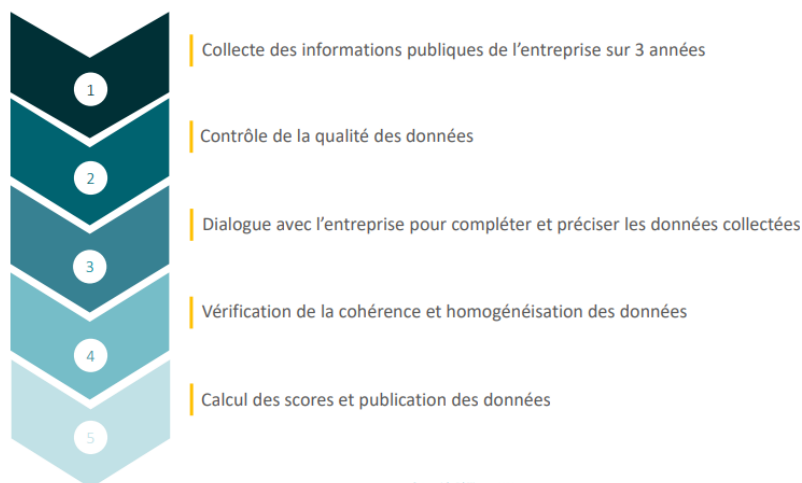 1
Collecte des informations publiques de l’entreprise sur 3 années
2
Contrôle de la qualité des données
3
Dialogue avec l’entreprise pour compléter et préciser les données collectées
4
Vérification de la cohérence et homogénéisation des données
5
Calcul des scores et publication des données